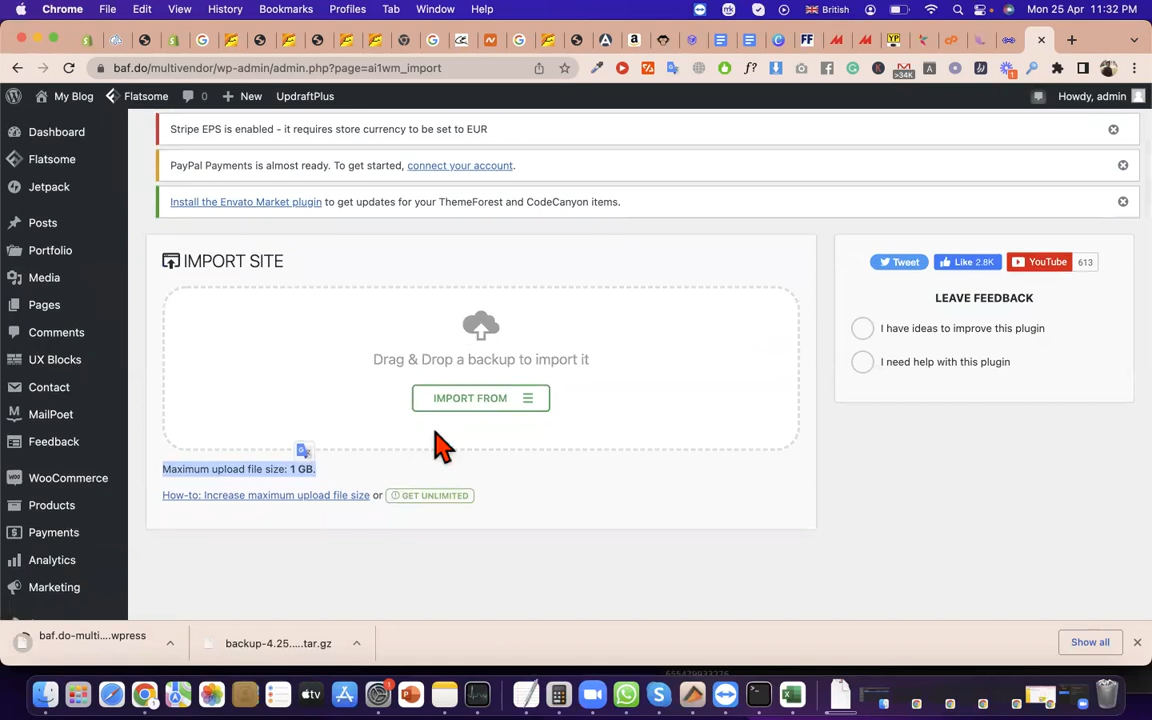 Chrome File Edit View History Bookmarks Profiles Tab Window Help British Mon 25 Apr 11:32 PM
baf.do/multivendor/wp-admin/admin.php?page=ai1wm_import f? >34K 1
My Blog Flatsome 0 New UpdraftPlus Howdy, admin
Dashboard
Flatsome
Jetpack
Posts
Portfolio
Media
Pages
Comments
UX Blocks
Contact
MailPoet
Feedback
WooCommerce
Products
Payments
Analytics
Marketing
Stripe EPS is enabled - it requires store currency to be set to EUR
PayPal Payments is almost ready. To get started, connect your account.
Install the Envato Market plugin to get updates for your ThemeForest and CodeCanyon items.
IMPORT SITE
Drag & Drop a backup to import it
IMPORT FROM
Maximum upload file size: 1 GB.
How-to: Increase maximum upload file size or GET UNLIMITED
Tweet Like 2.8K YouTube 613
LEAVE FEEDBACK
I have ideas to improve this plugin
I need help with this plugin
baf.do-multi....wpress
backup-4.25.....tar.gz
Show all